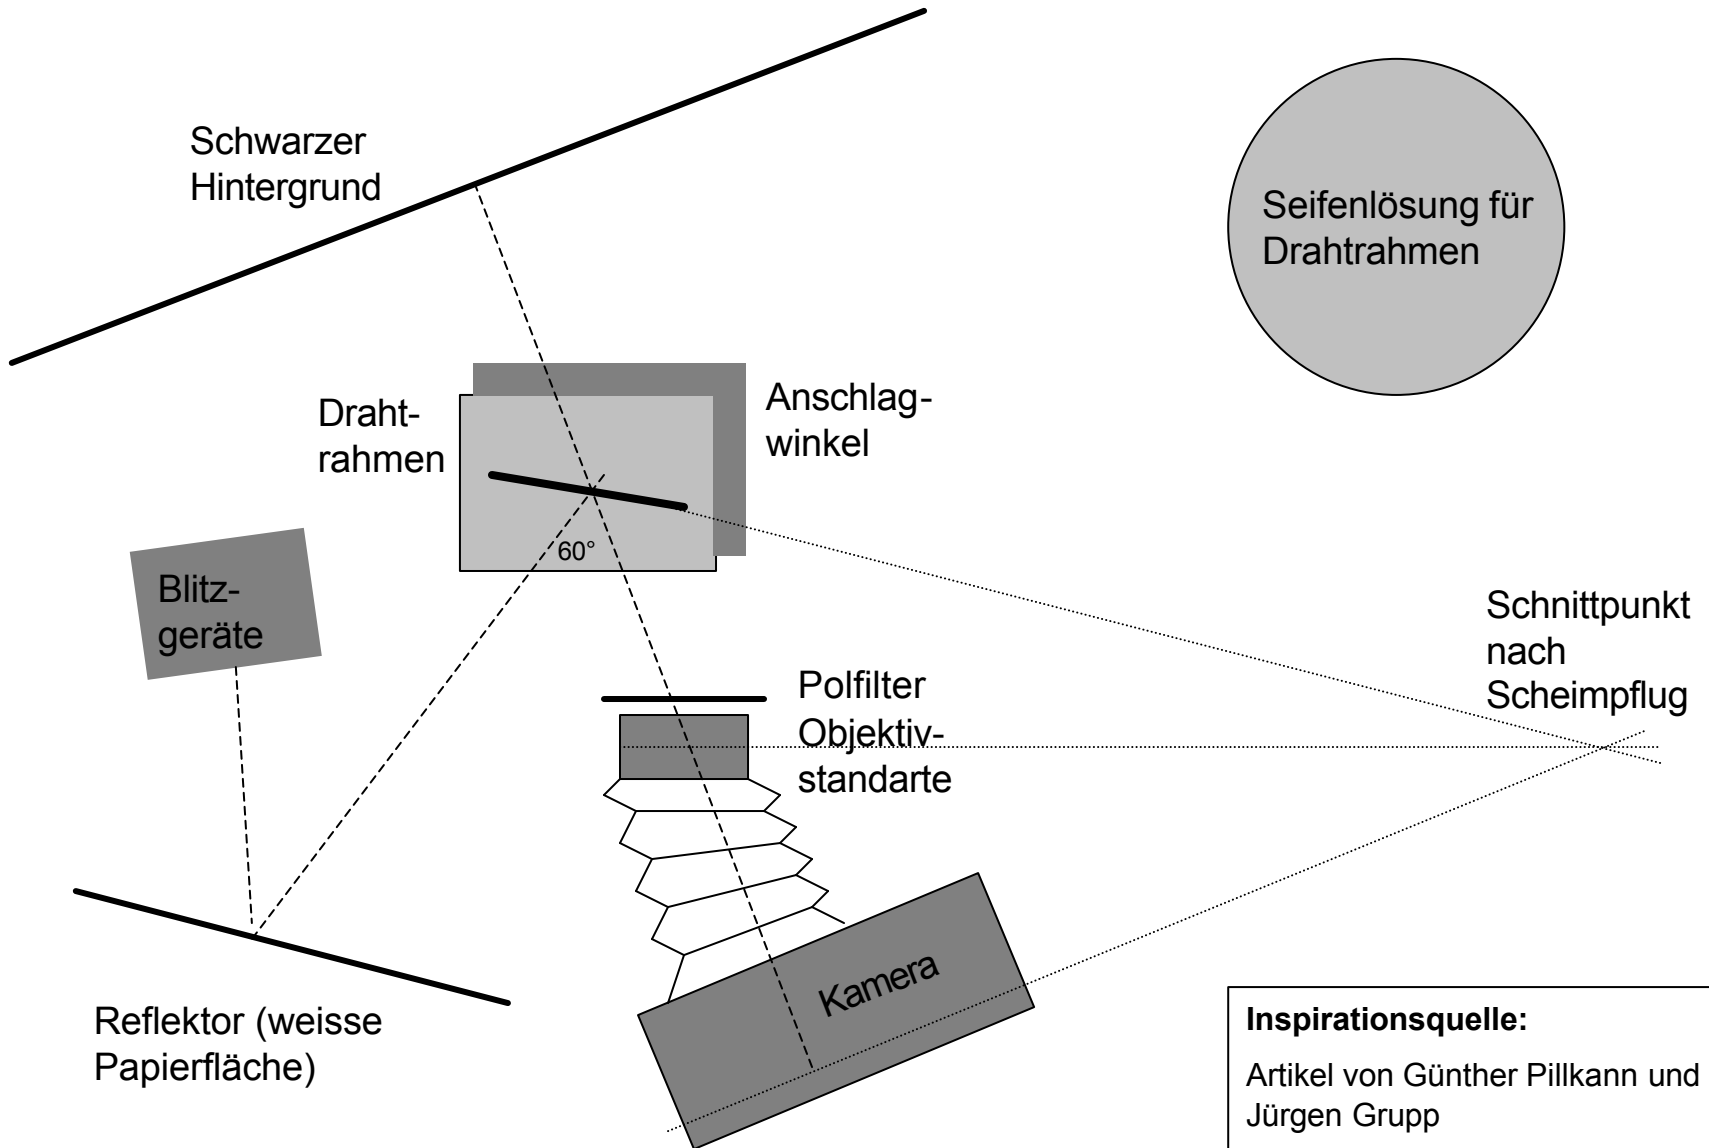 Schwarzer
Hintergrund
Seifenlösung für
Drahtrahmen
Draht-
rahmen
Anschlag-
winkel
60°
Blitz-
geräte
Schnittpunkt
nach
Scheimpflug
Polfilter
Objektiv-
standarte
Kamera
Reflektor (weisse
Papierfläche)
Inspirationsquelle:
Artikel von Günther Pillkann und
Jürgen Grupp